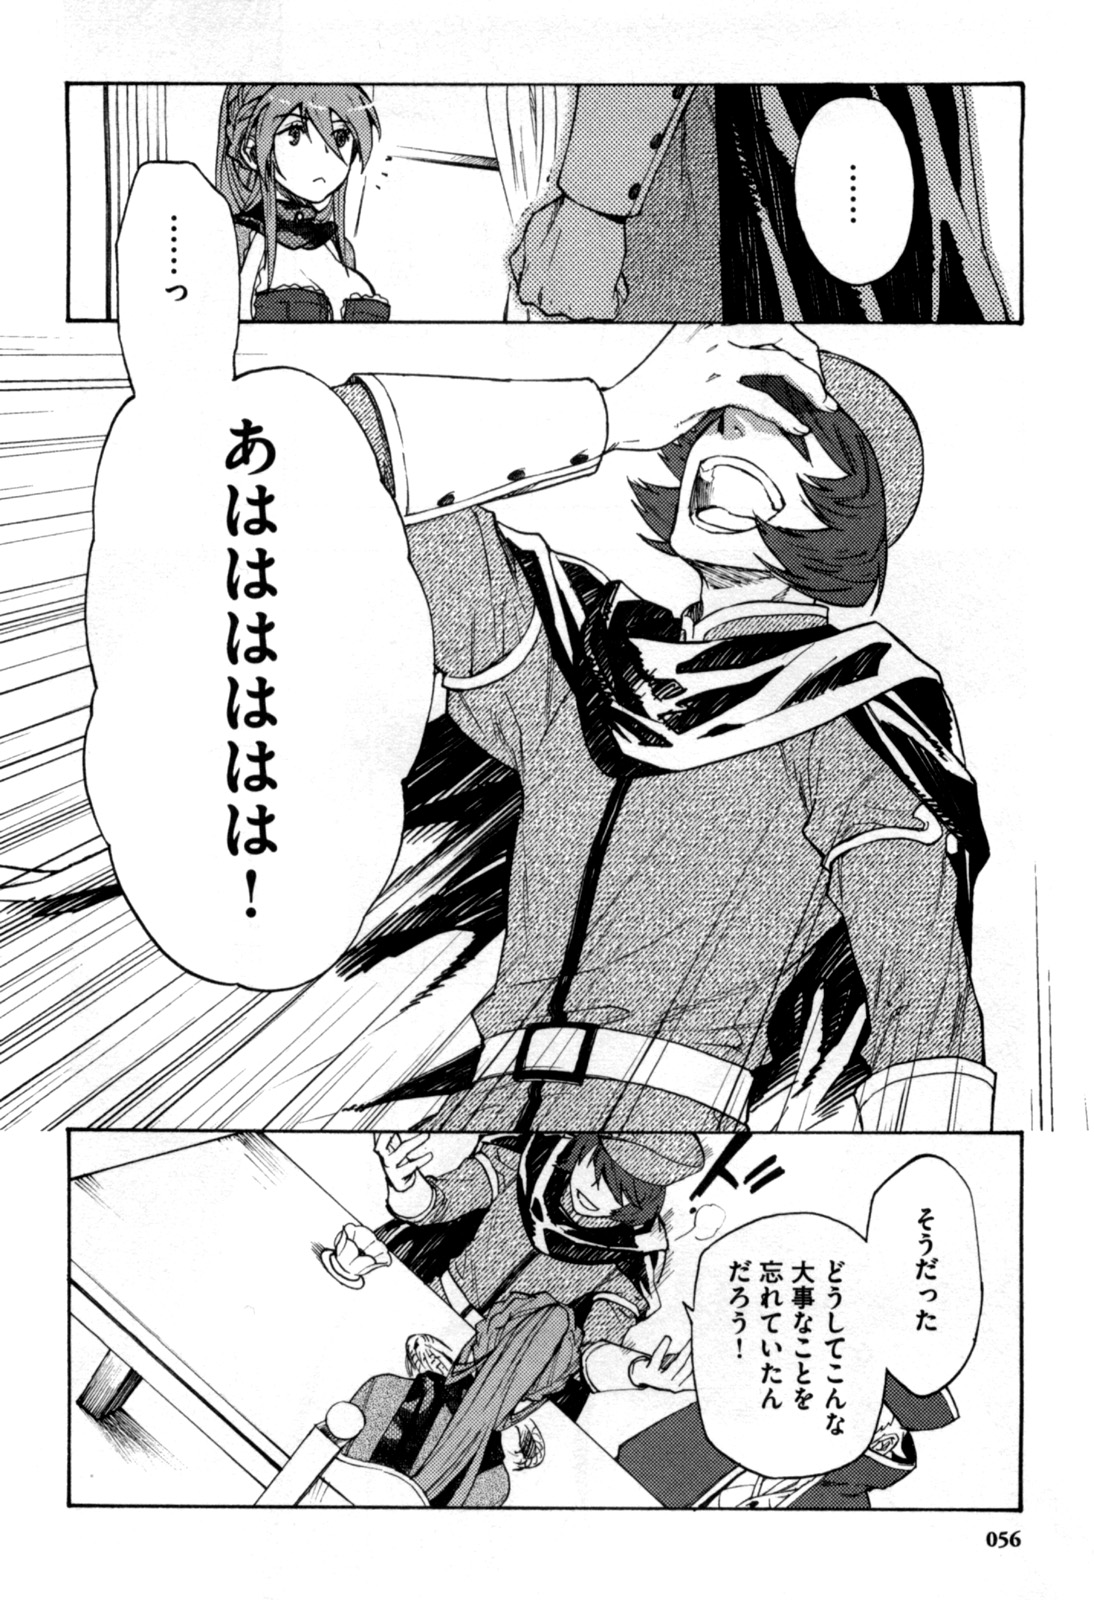 ……
……っ
あははははははは！
そうだった
どうしてこんな
大事なことを
忘れていたん
だろう！
056